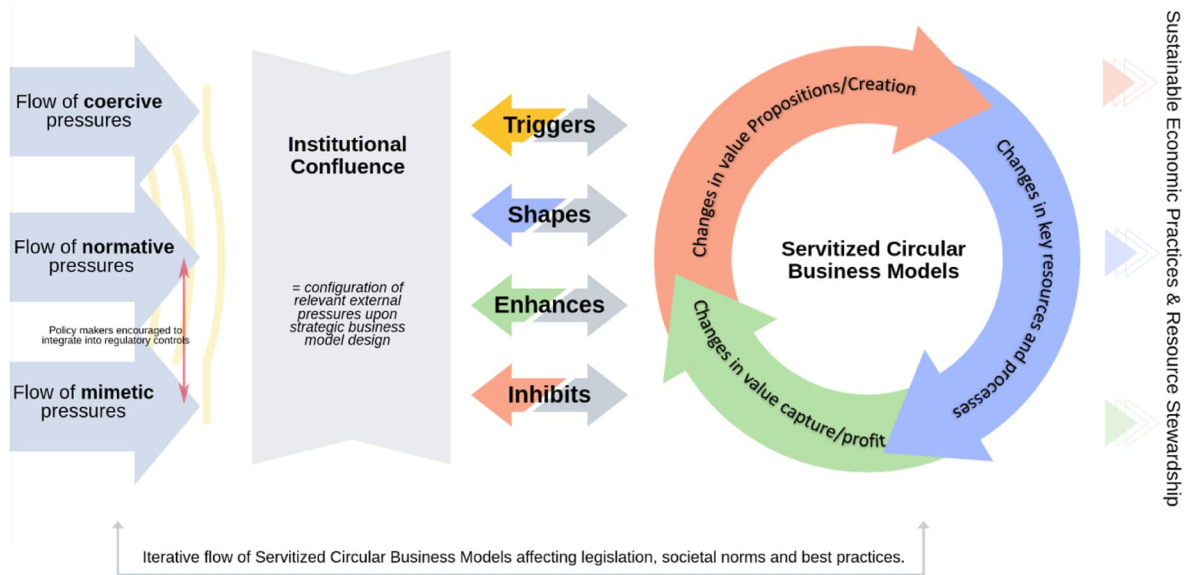 Flow of coercive
pressures
Flow of normative
pressures
Policy makers encouraged to
integrate into regulatory controls
Flow of mimetic
pressures
Institutional
Confluence
= configuration of
relevant external
pressures upon
strategic business
model design
Triggers
Shapes
Enhances
Inhibits
Changes in value Propositions/Creation
Changes in key resources and processes
Changes in value capture/profit
Servitized Circular
Business Models
Sustainable Economic Practices & Resource Stewardship
Iterative flow of Servitized Circular Business Models affecting legislation, societal norms and best practices.